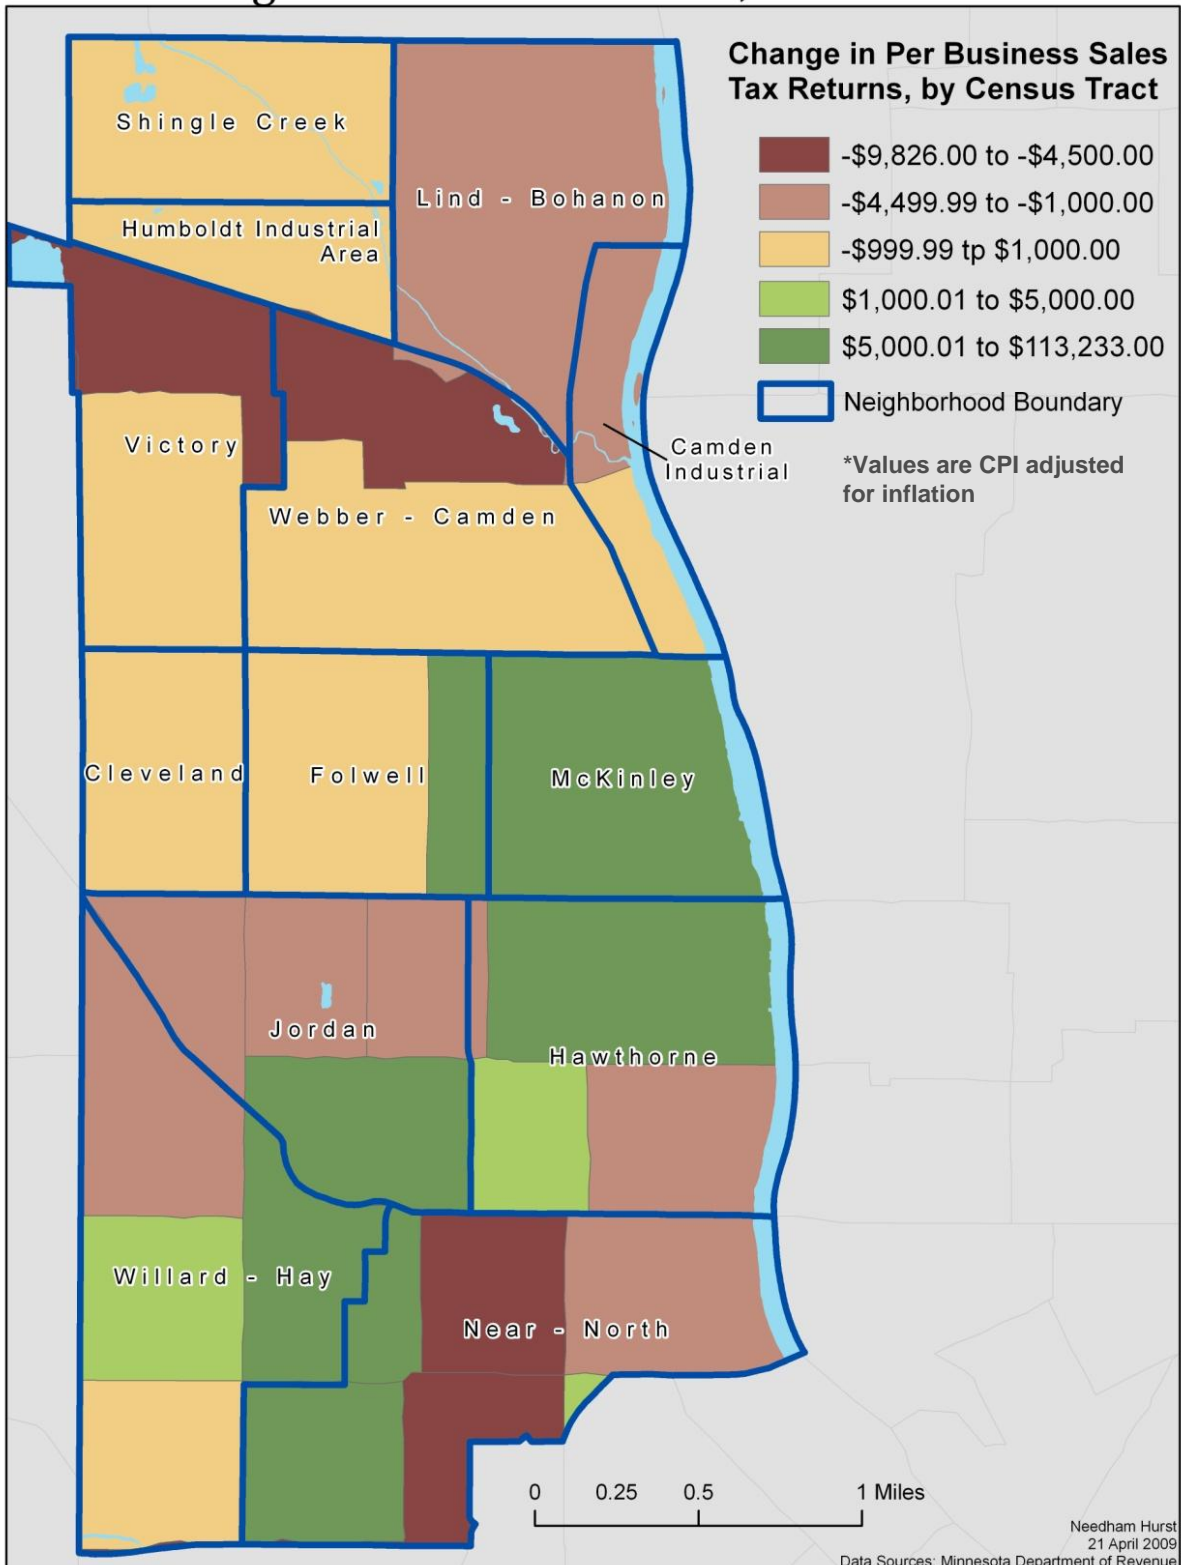 Change in Per Business Sales
Tax Returns, by Census Tract
-$9,826.00 to -$4,500.00
-$4,499.99 to -$1,000.00
-$999.99 tp $1,000.00
$1,000.01 to $5,000.00
$5,000.01 to $113,233.00
Neighborhood Boundary
*Values are CPI adjusted
for inflation
Shingle Creek
Lind - Bohanon
Humboldt Industrial
Area
Victory
Camden
Industrial
Webber - Camden
Cleveland
Folwell
McKinley
Jordan
Hawthorne
Willard - Hay
Near - North
0 0.25 0.5 1 Miles
Needham Hurst
21 April 2009
Data Sources: Minnesota Department of Revenue